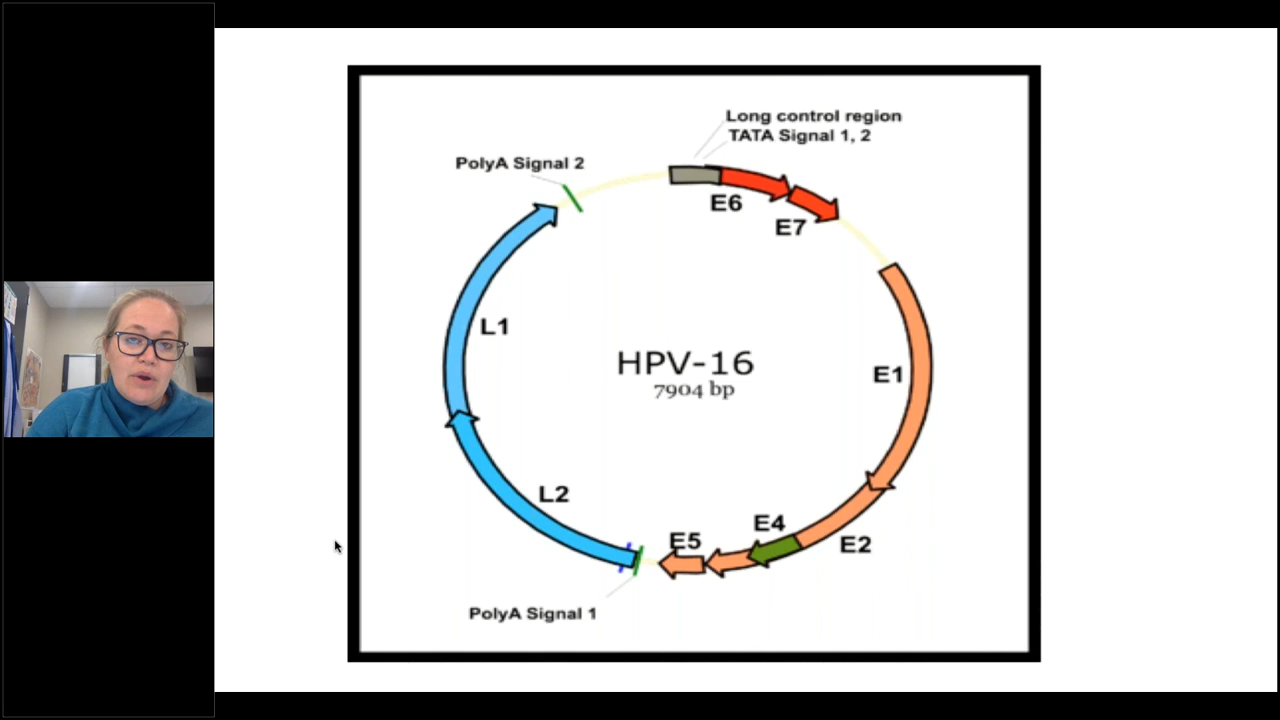 Long control region
TATA Signal 1, 2
PolyA Signal 2
E6
E7
L1
HPV-16
7904 bp
E1
L2
E4
E5
E2
PolyA Signal 1